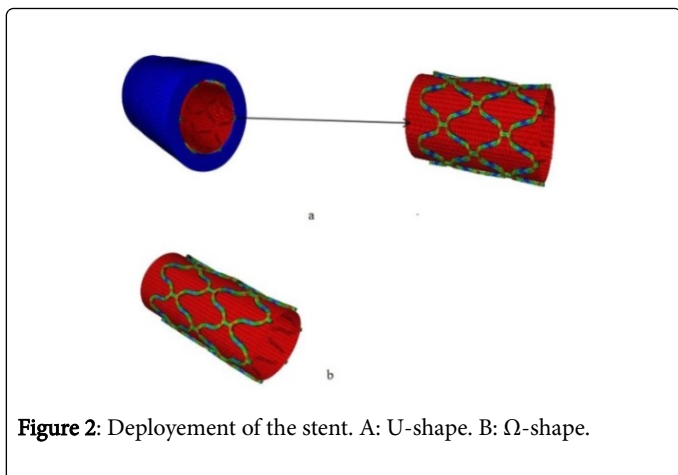 a
b
Figure 2: Deployement of the stent. A: U-shape. B: Ω-shape.